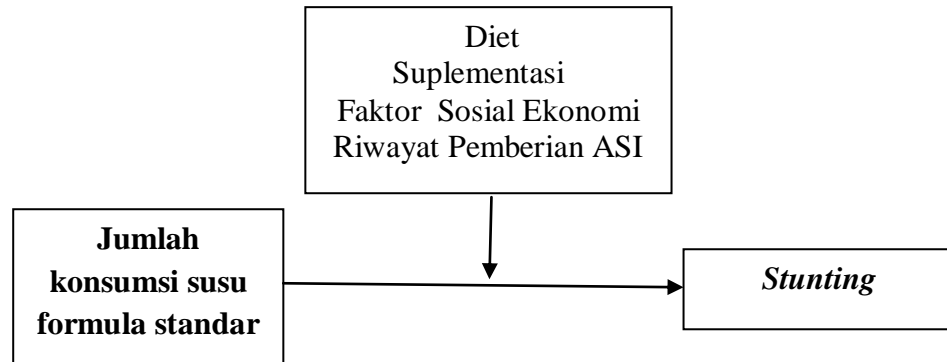 Diet
Suplementasi
Faktor Sosial Ekonomi
Riwayat Pemberian ASI
Jumlah
konsumsi susu
formula standar
Stunting